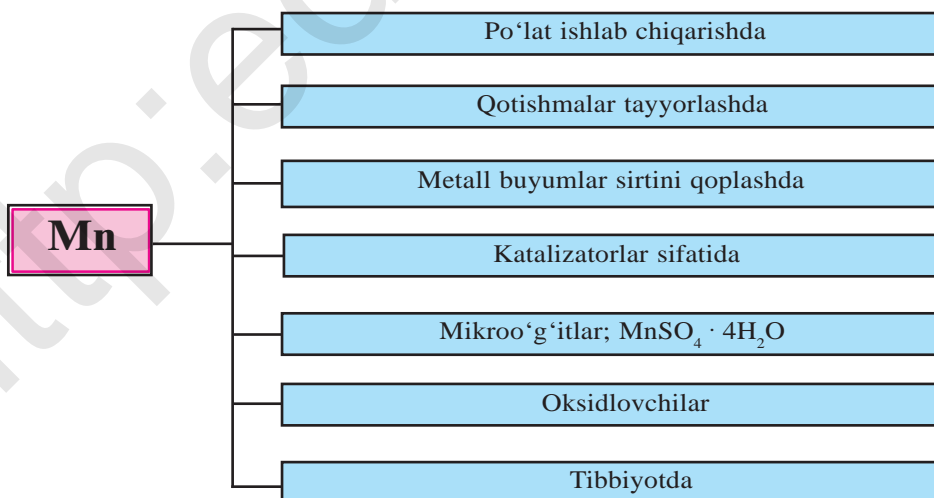 Po‘lat ishlab chiqarishda
Qotishmalar tayyorlashda
Metall buyumlar sirtini qoplashda
Mn
Katalizatorlar sifatida
Mikroo‘g‘itlar; MnSO₄ · 4H₂O
Oksidlovchilar
Tibbiyotda